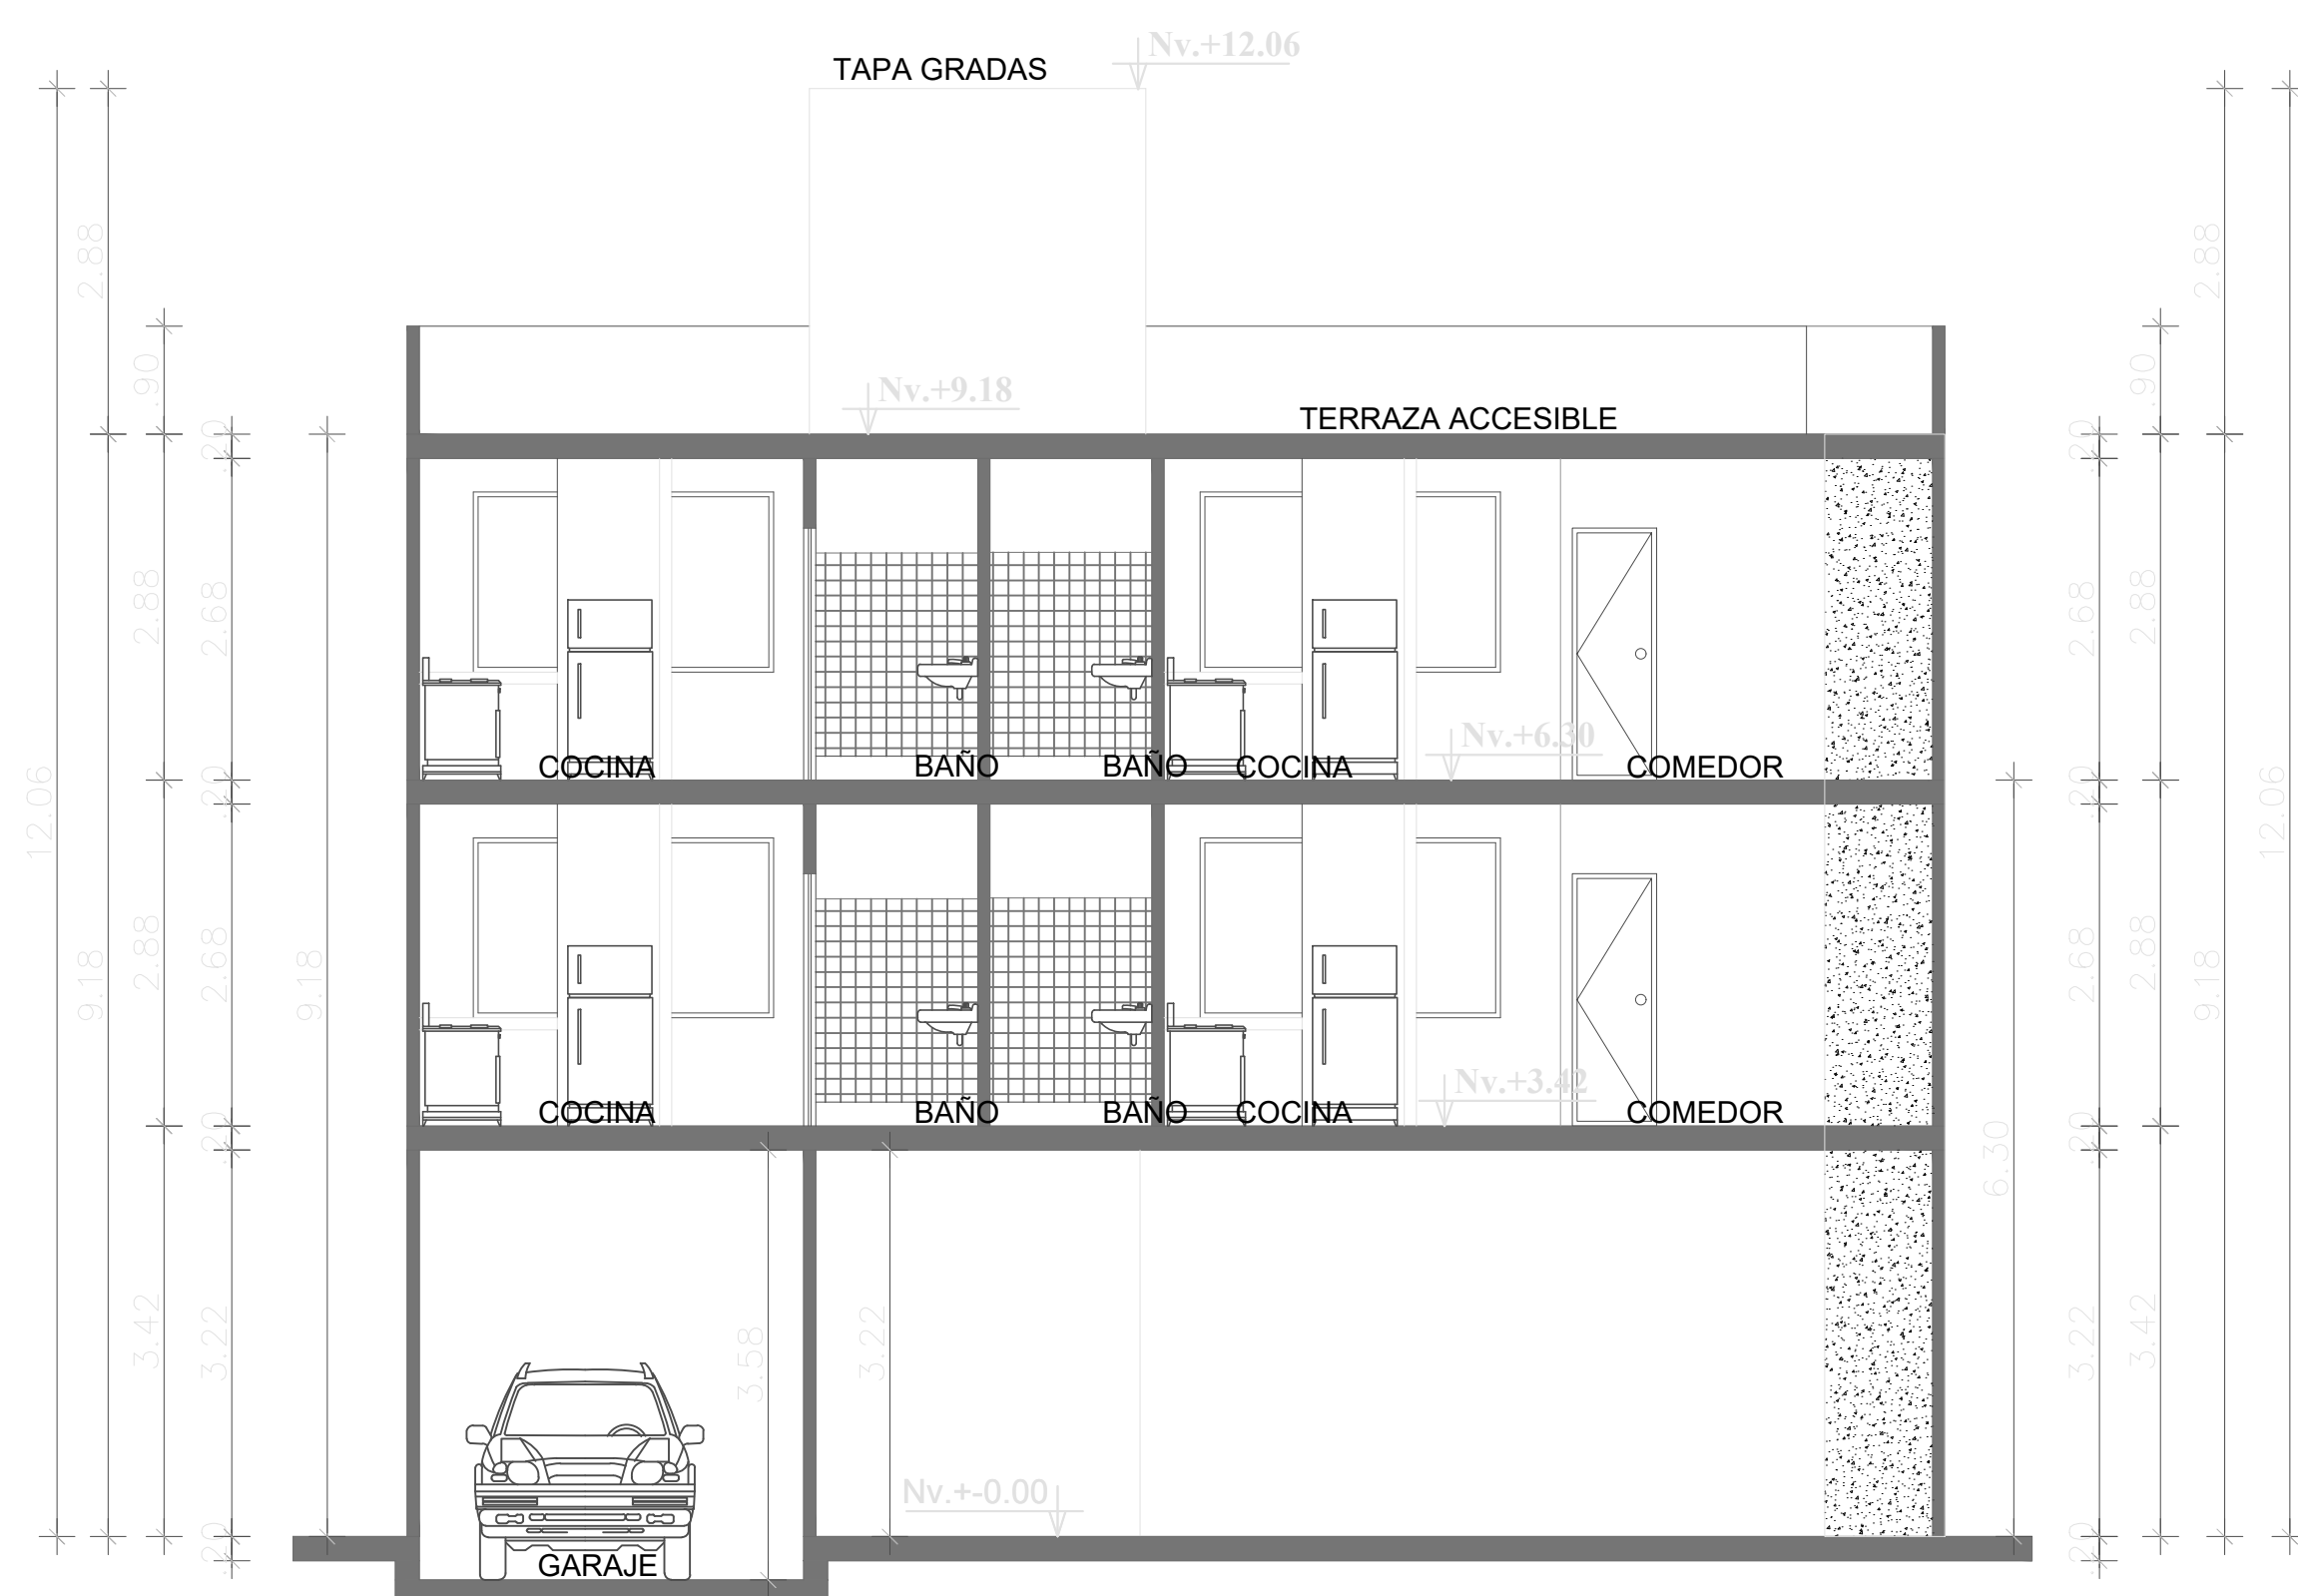 Nv.+12.06
TAPA GRADAS
2.88
2.88
.90
.90
Nv.+9.18
TERRAZA ACCESIBLE
.20
.20
2.88
2.68
2.68
2.88
Nv.+6.30
COCINA
BAÑO
BAÑO
COCINA
COMEDOR
12.06
.20
.20
12.06
9.18
2.88
2.68
9.18
2.68
2.88
9.18
Nv.+3.42
COCINA
BAÑO
BAÑO
COCINA
COMEDOR
.20
6.30
.20
3.42
3.22
3.58
3.22
3.22
3.42
Nv.+-0.00
.20
GARAJE
.20